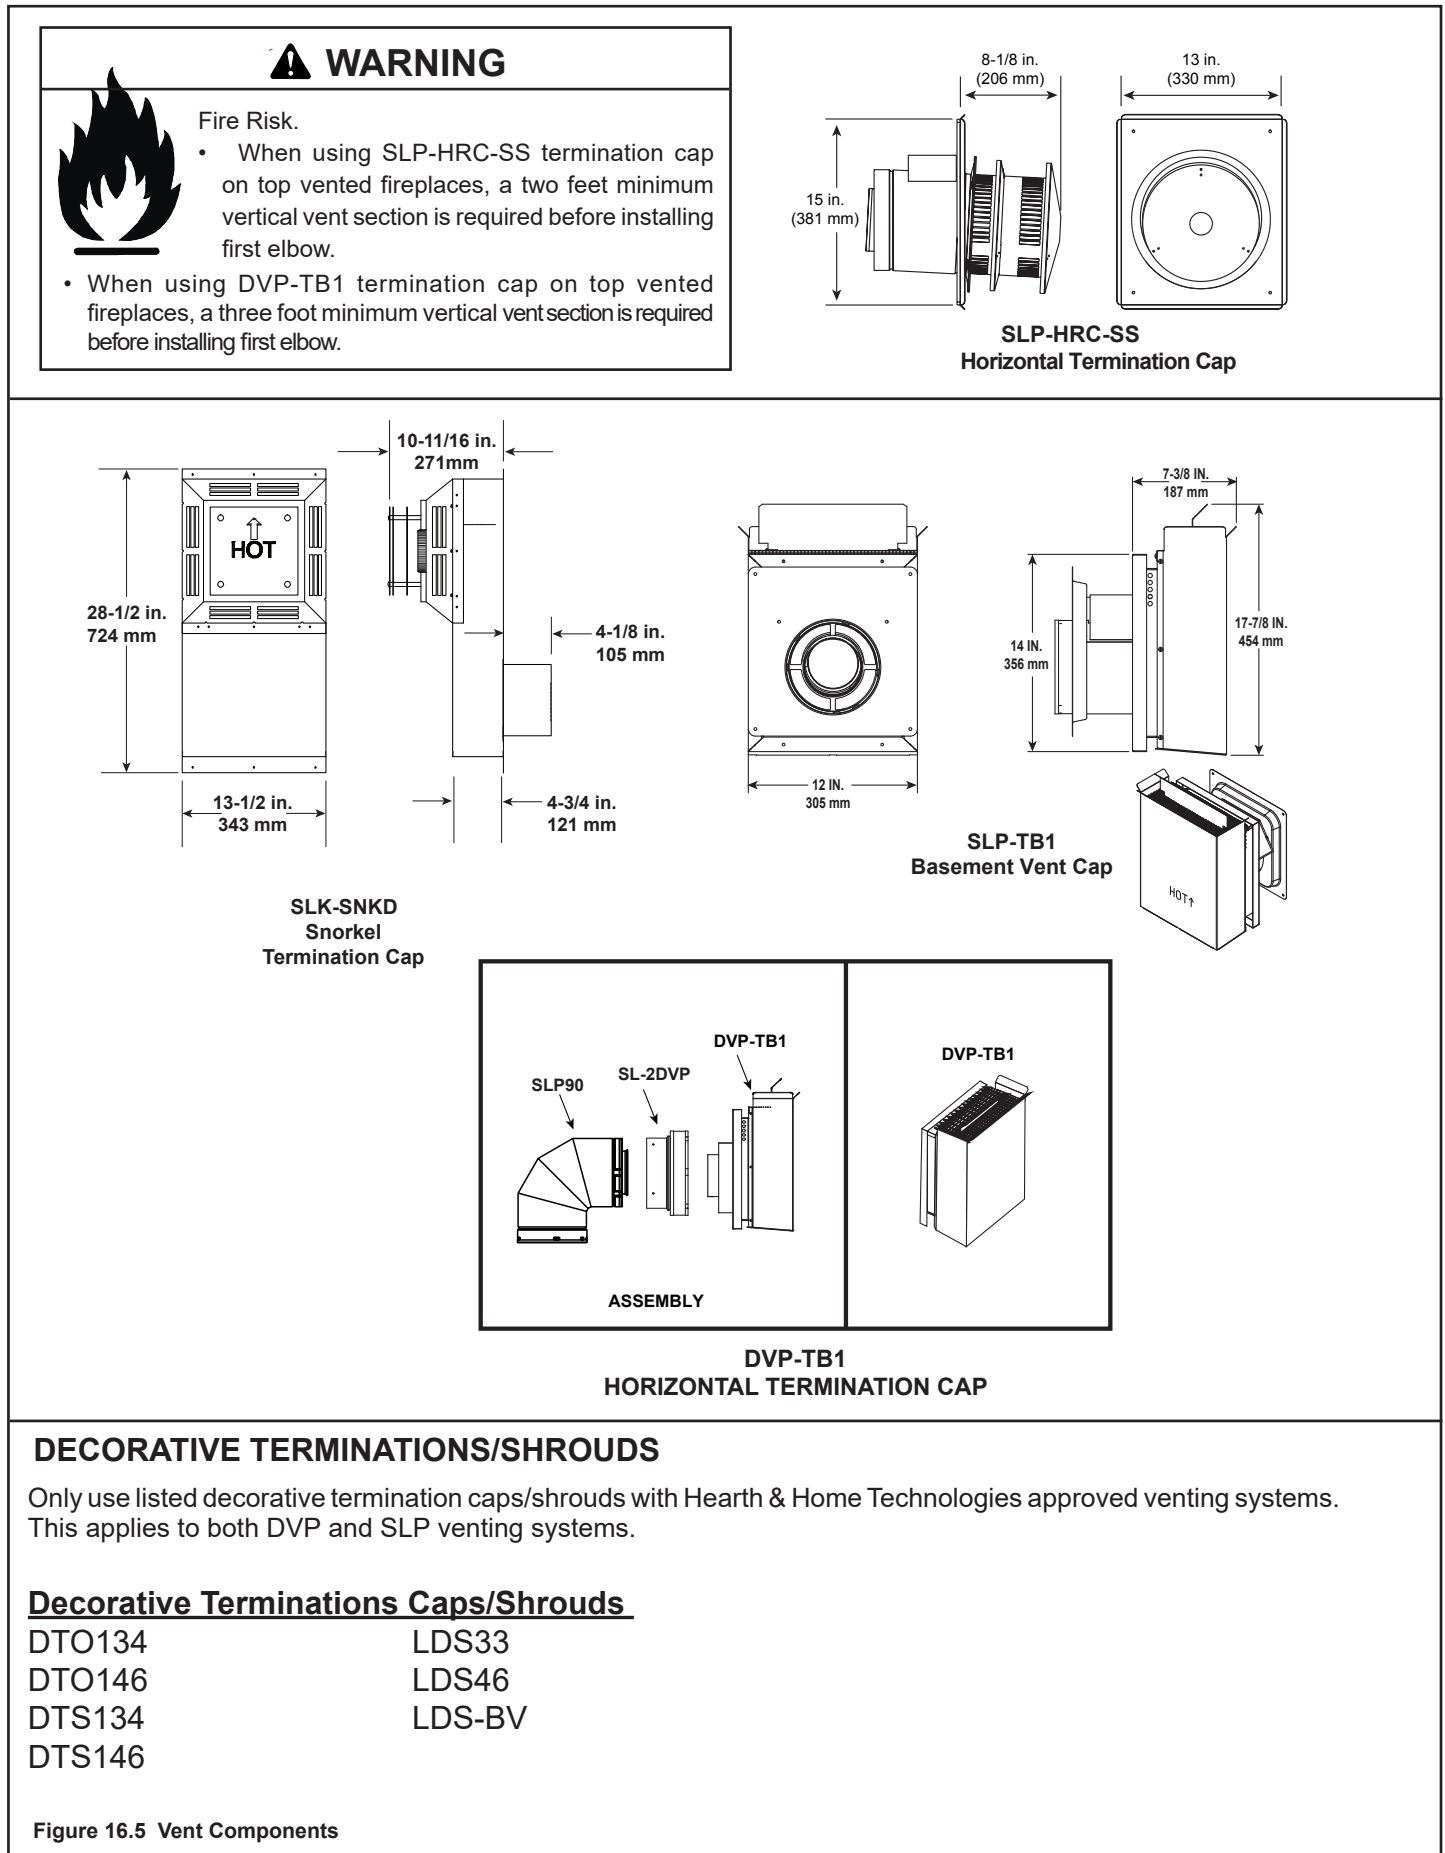 WARNING
Fire Risk.
• When using SLP-HRC-SS termination cap
on top vented fireplaces, a two feet minimum
vertical vent section is required before installing
first elbow.
• When using DVP-TB1 termination cap on top vented
fireplaces, a three foot minimum vertical vent section is required
before installing first elbow.
8-1/8 in.
(206 mm)
13 in.
(330 mm)
15 in.
(381 mm)
SLP-HRC-SS
Horizontal Termination Cap
10-11/16 in.
271mm
HOT
28-1/2 in.
724 mm
4-1/8 in.
105 mm
13-1/2 in.
343 mm
4-3/4 in.
121 mm
SLK-SNKD
Snorkel
Termination Cap
7-3/8 IN.
187 mm
17-7/8 IN.
454 mm
14 IN.
356 mm
12 IN.
305 mm
SLP-TB1
Basement Vent Cap
HOT↑
DVP-TB1
SL-2DVP
SLP90
ASSEMBLY
DVP-TB1
DVP-TB1
HORIZONTAL TERMINATION CAP
DECORATIVE TERMINATIONS/SHROUDS
Only use listed decorative termination caps/shrouds with Hearth & Home Technologies approved venting systems.
This applies to both DVP and SLP venting systems.
Decorative Terminations Caps/Shrouds
DTO134 LDS33
DTO146 LDS46
DTS134 LDS-BV
DTS146
Figure 16.5 Vent Components